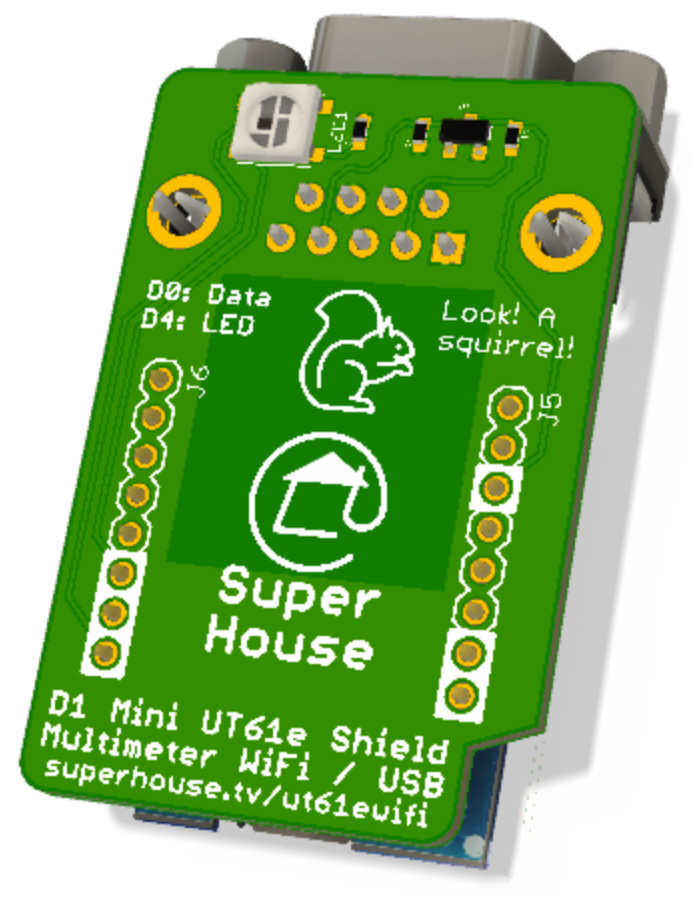 Led1
D0: Data
D4: LED
Look! A
squirrel!
J6
J5
Super
House
D1 Mini UT61e Shield
Multimeter WiFi / USB
superhouse.tv/ut61ewifi